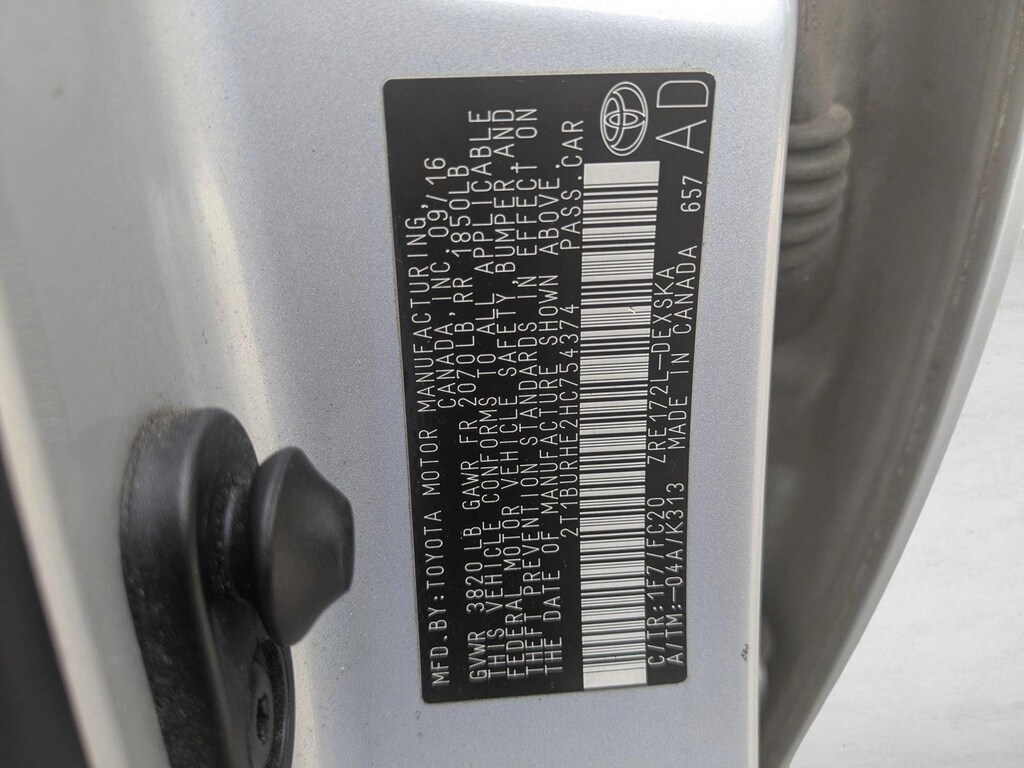 MFD.BY:TOYOTA MOTOR MANUFACTURING,
CANADA,INC. 09/16
GVWR 3820 LB GAWR FR 2070LB,RR 1850LB
THIS VEHICLE CONFORMS TO ALL APPLICABLE
FEDERAL MOTOR VEHICLE SAFETY,BUMPER,AND
THEFT PREVENTION STANDARDS IN EFFECT ON
THE DATE OF MANUFACTURE SHOWN ABOVE.
2T1BURHE2HC754374 PASS.CAR
C/TR:1F7/FC20 ZRE172L-DEXSKA
A/TM:-04A/K313 MADE IN CANADA 657 AD